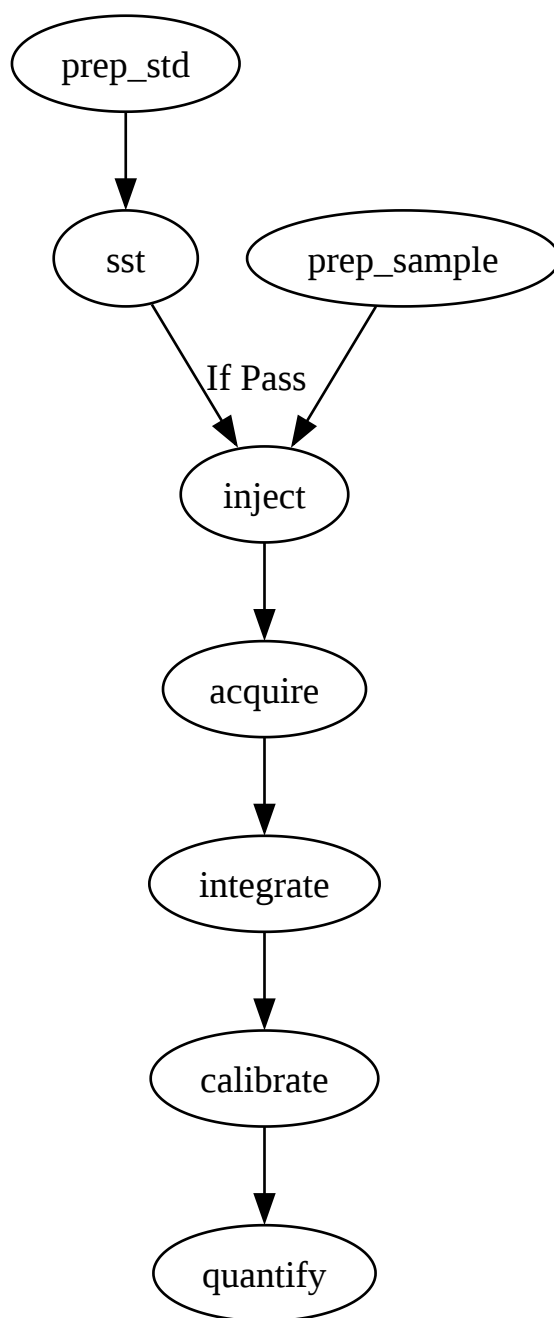 prep_std
sst
prep_sample
If Pass
inject
acquire
integrate
calibrate
quantify